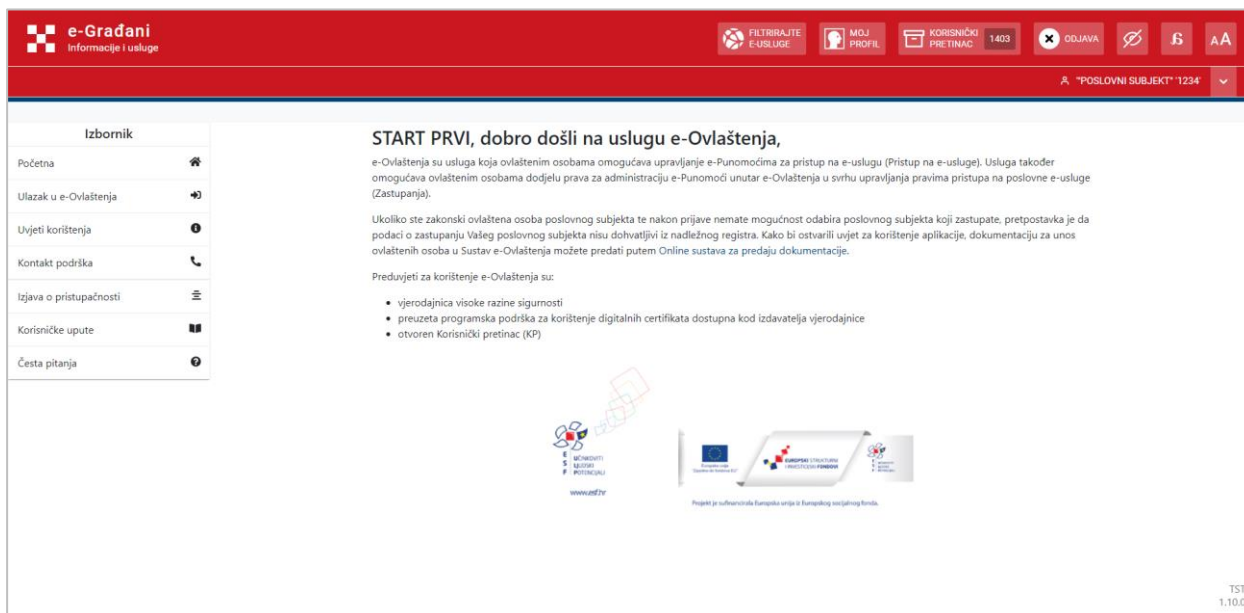 e-Građani
Informacije i usluge
FILTRIRAJTE
E-USLUGE
MOJ
PROFIL
KORISNIČKI
PRETINAC
1403
ODJAVA
AA
"POSLOVNI SUBJEKT" '1234'
Izbornik
Početna
Ulazak u e-Ovlaštenja
Uvjeti korištenja
Kontakt podrška
Izjava o pristupačnosti
Korisničke upute
Česta pitanja
START PRVI, dobro došli na uslugu e-Ovlaštenja,
e-Ovlaštenja su usluga koja ovlaštenim osobama omogućava upravljanje e-Punomoćima za pristup na e-uslugu (Pristup na e-usluge). Usluga također
omogućava ovlaštenim osobama dodjelu prava za administraciju e-Punomoći unutar e-Ovlaštenja u svrhu upravljanja pravima pristupa na poslovne e-usluge
(Zastupanja).
Ukoliko ste zakonski ovlaštena osoba poslovnog subjekta te nakon prijave nemate mogućnost odabira poslovnog subjekta koji zastupate, pretpostavka je da
podaci o zastupanju Vašeg poslovnog subjekta nisu dohvatljivi iz nadležnog registra. Kako bi ostvarili uvjet za korištenje aplikacije, dokumentaciju za unos
ovlaštenih osoba u Sustav e-Ovlaštenja možete predati putem Online sustava za predaju dokumentacije.
Preduvjeti za korištenje e-Ovlaštenja su:
• vjerodajnica visoke razine sigurnosti
• preuzeta programska podrška za korištenje digitalnih certifikata dostupna kod izdavatelja vjerodajnice
• otvoren Korisnički pretinac (KP)
E UČINKOVITI
S LJUDSKI
F POTENCIJALI
www.esf.hr
Europska unija
EUROPSKI STRUKTURNI
I INVESTICIJSKI FONDOVI
Projekt je sufinancirala Europska unija iz Europskog socijalnog fonda.
TST
1.10.0